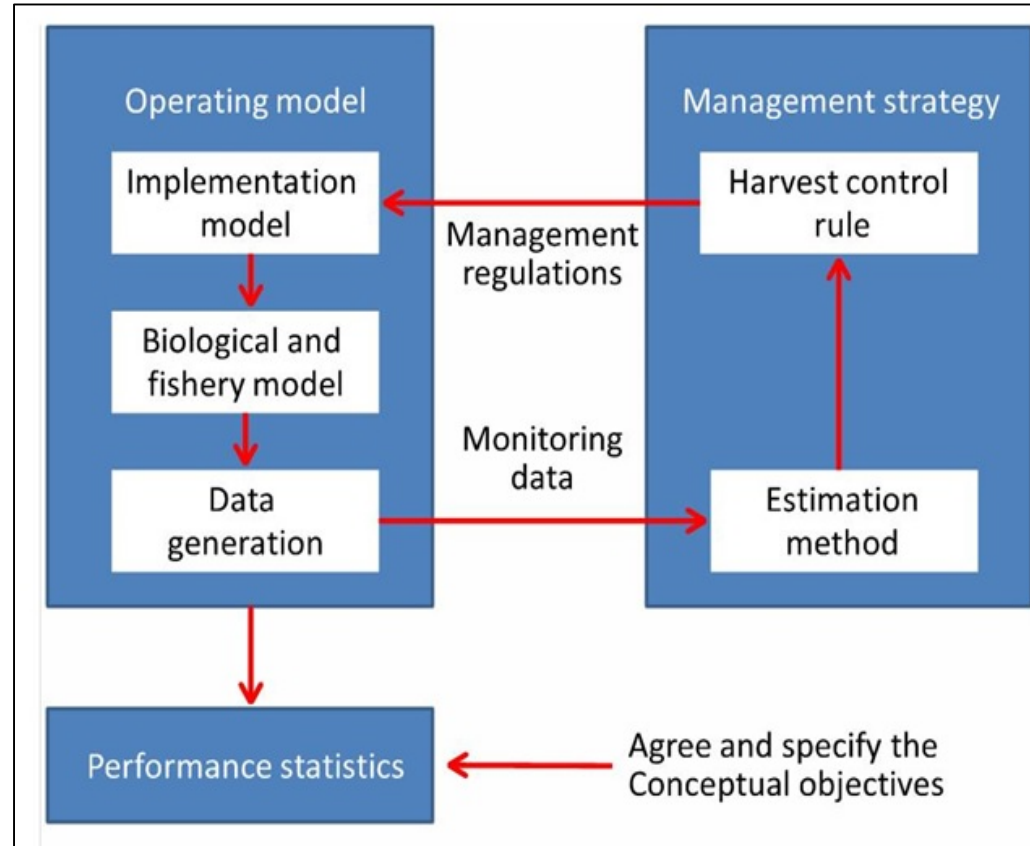 Operating model
Implementation
model
Biological and
fishery model
Data
generation
Management
regulations
Monitoring
data
Management strategy
Harvest control
rule
Estimation
method
Performance statistics
Agree and specify the
Conceptual objectives